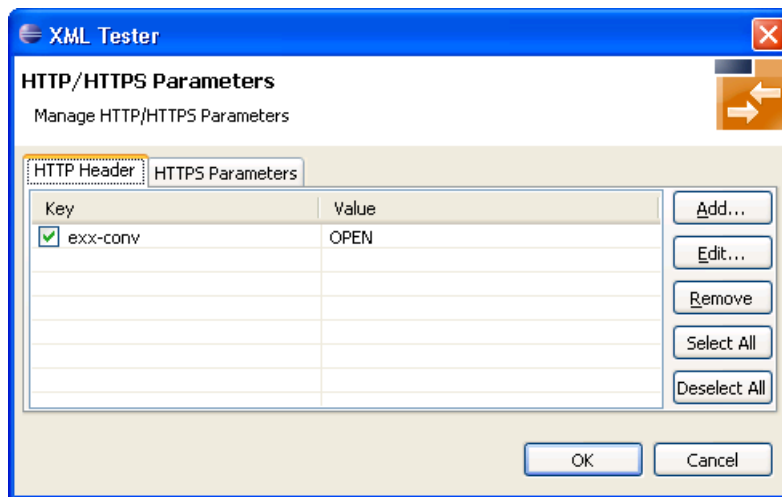 XML Tester
HTTP/HTTPS Parameters
Manage HTTP/HTTPS Parameters
HTTP Header HTTPS Parameters
Key Value Add...
exx-conv OPEN
Edit...
Remove
Select All
Deselect All
OK Cancel